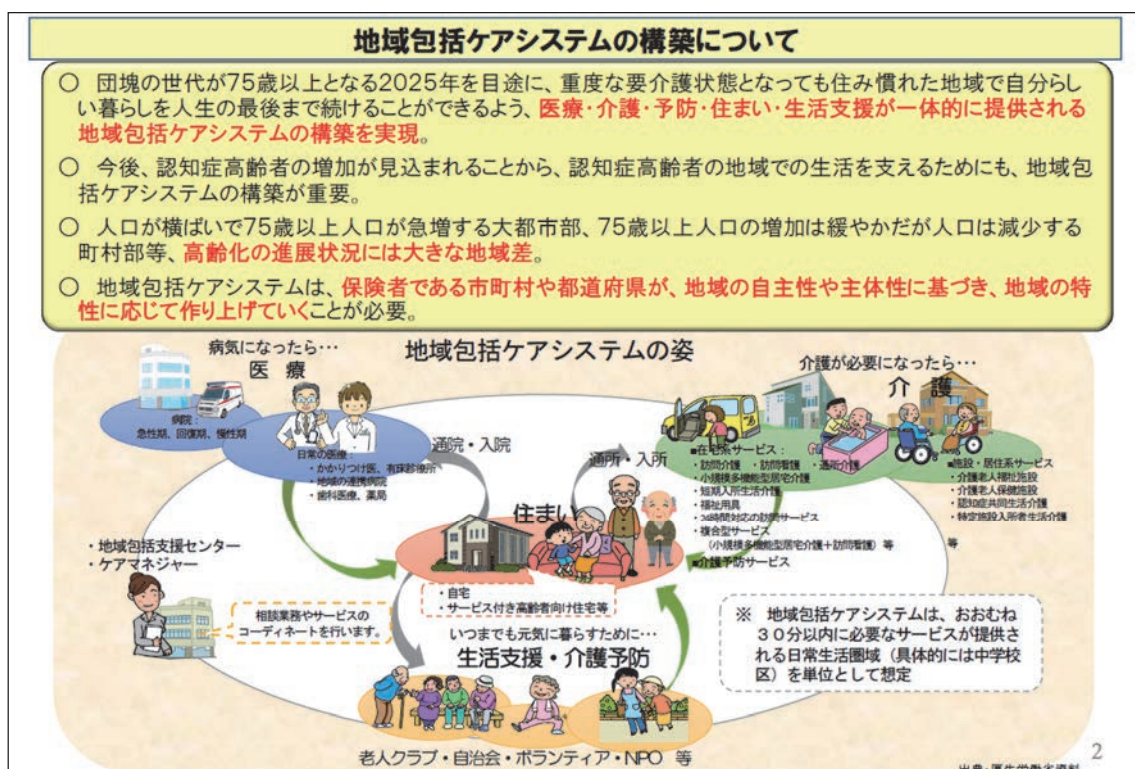 地域包括ケアシステムの構築について
○ 団塊の世代が75歳以上となる2025年を目途に、重度な要介護状態となっても住み慣れた地域で自分らし
い暮らしを人生の最後まで続けることができるよう、医療・介護・予防・住まい・生活支援が一体的に提供される
地域包括ケアシステムの構築を実現。
○ 今後、認知症高齢者の増加が見込まれることから、認知症高齢者の地域での生活を支えるためにも、地域包
括ケアシステムの構築が重要。
○ 人口が横ばいで75歳以上人口が急増する大都市部、75歳以上人口の増加は緩やかだが人口は減少する
町村部等、高齢化の進展状況には大きな地域差。
○ 地域包括ケアシステムは、保険者である市町村や都道府県が、地域の自主性や主体性に基づき、地域の特
性に応じて作り上げていくことが必要。
地域包括ケアシステムの姿
病気になったら･･･
医療
病院：
急性期、回復期、慢性期
日常の医療：
・かかりつけ医、有床診療所
・地域の連携病院
・歯科医療、薬局
通院・入院
介護が必要になったら･･･
介護
通所・入所
■在宅系サービス：
・訪問介護 ・訪問看護 ・通所介護
・小規模多機能型居宅介護
・短期入所生活介護
・福祉用具
・24時間対応の訪問サービス
・複合型サービス
（小規模多機能型居宅介護＋訪問看護）等
■介護予防サービス
■施設・居住系サービス
・介護老人福祉施設
・介護老人保健施設
・認知症共同生活介護
・特定施設入所者生活介護
等
住まい
・自宅
・サービス付き高齢者向け住宅等
・地域包括支援センター
・ケアマネジャー
相談業務やサービスの
コーディネートを行います。
いつまでも元気に暮らすために･･･
生活支援・介護予防
老人クラブ・自治会・ボランティア・NPO 等
※ 地域包括ケアシステムは、おおむね
３０分以内に必要なサービスが提供さ
れる日常生活圏域（具体的には中学校
区）を単位として想定
出典：厚生労働省資料
2